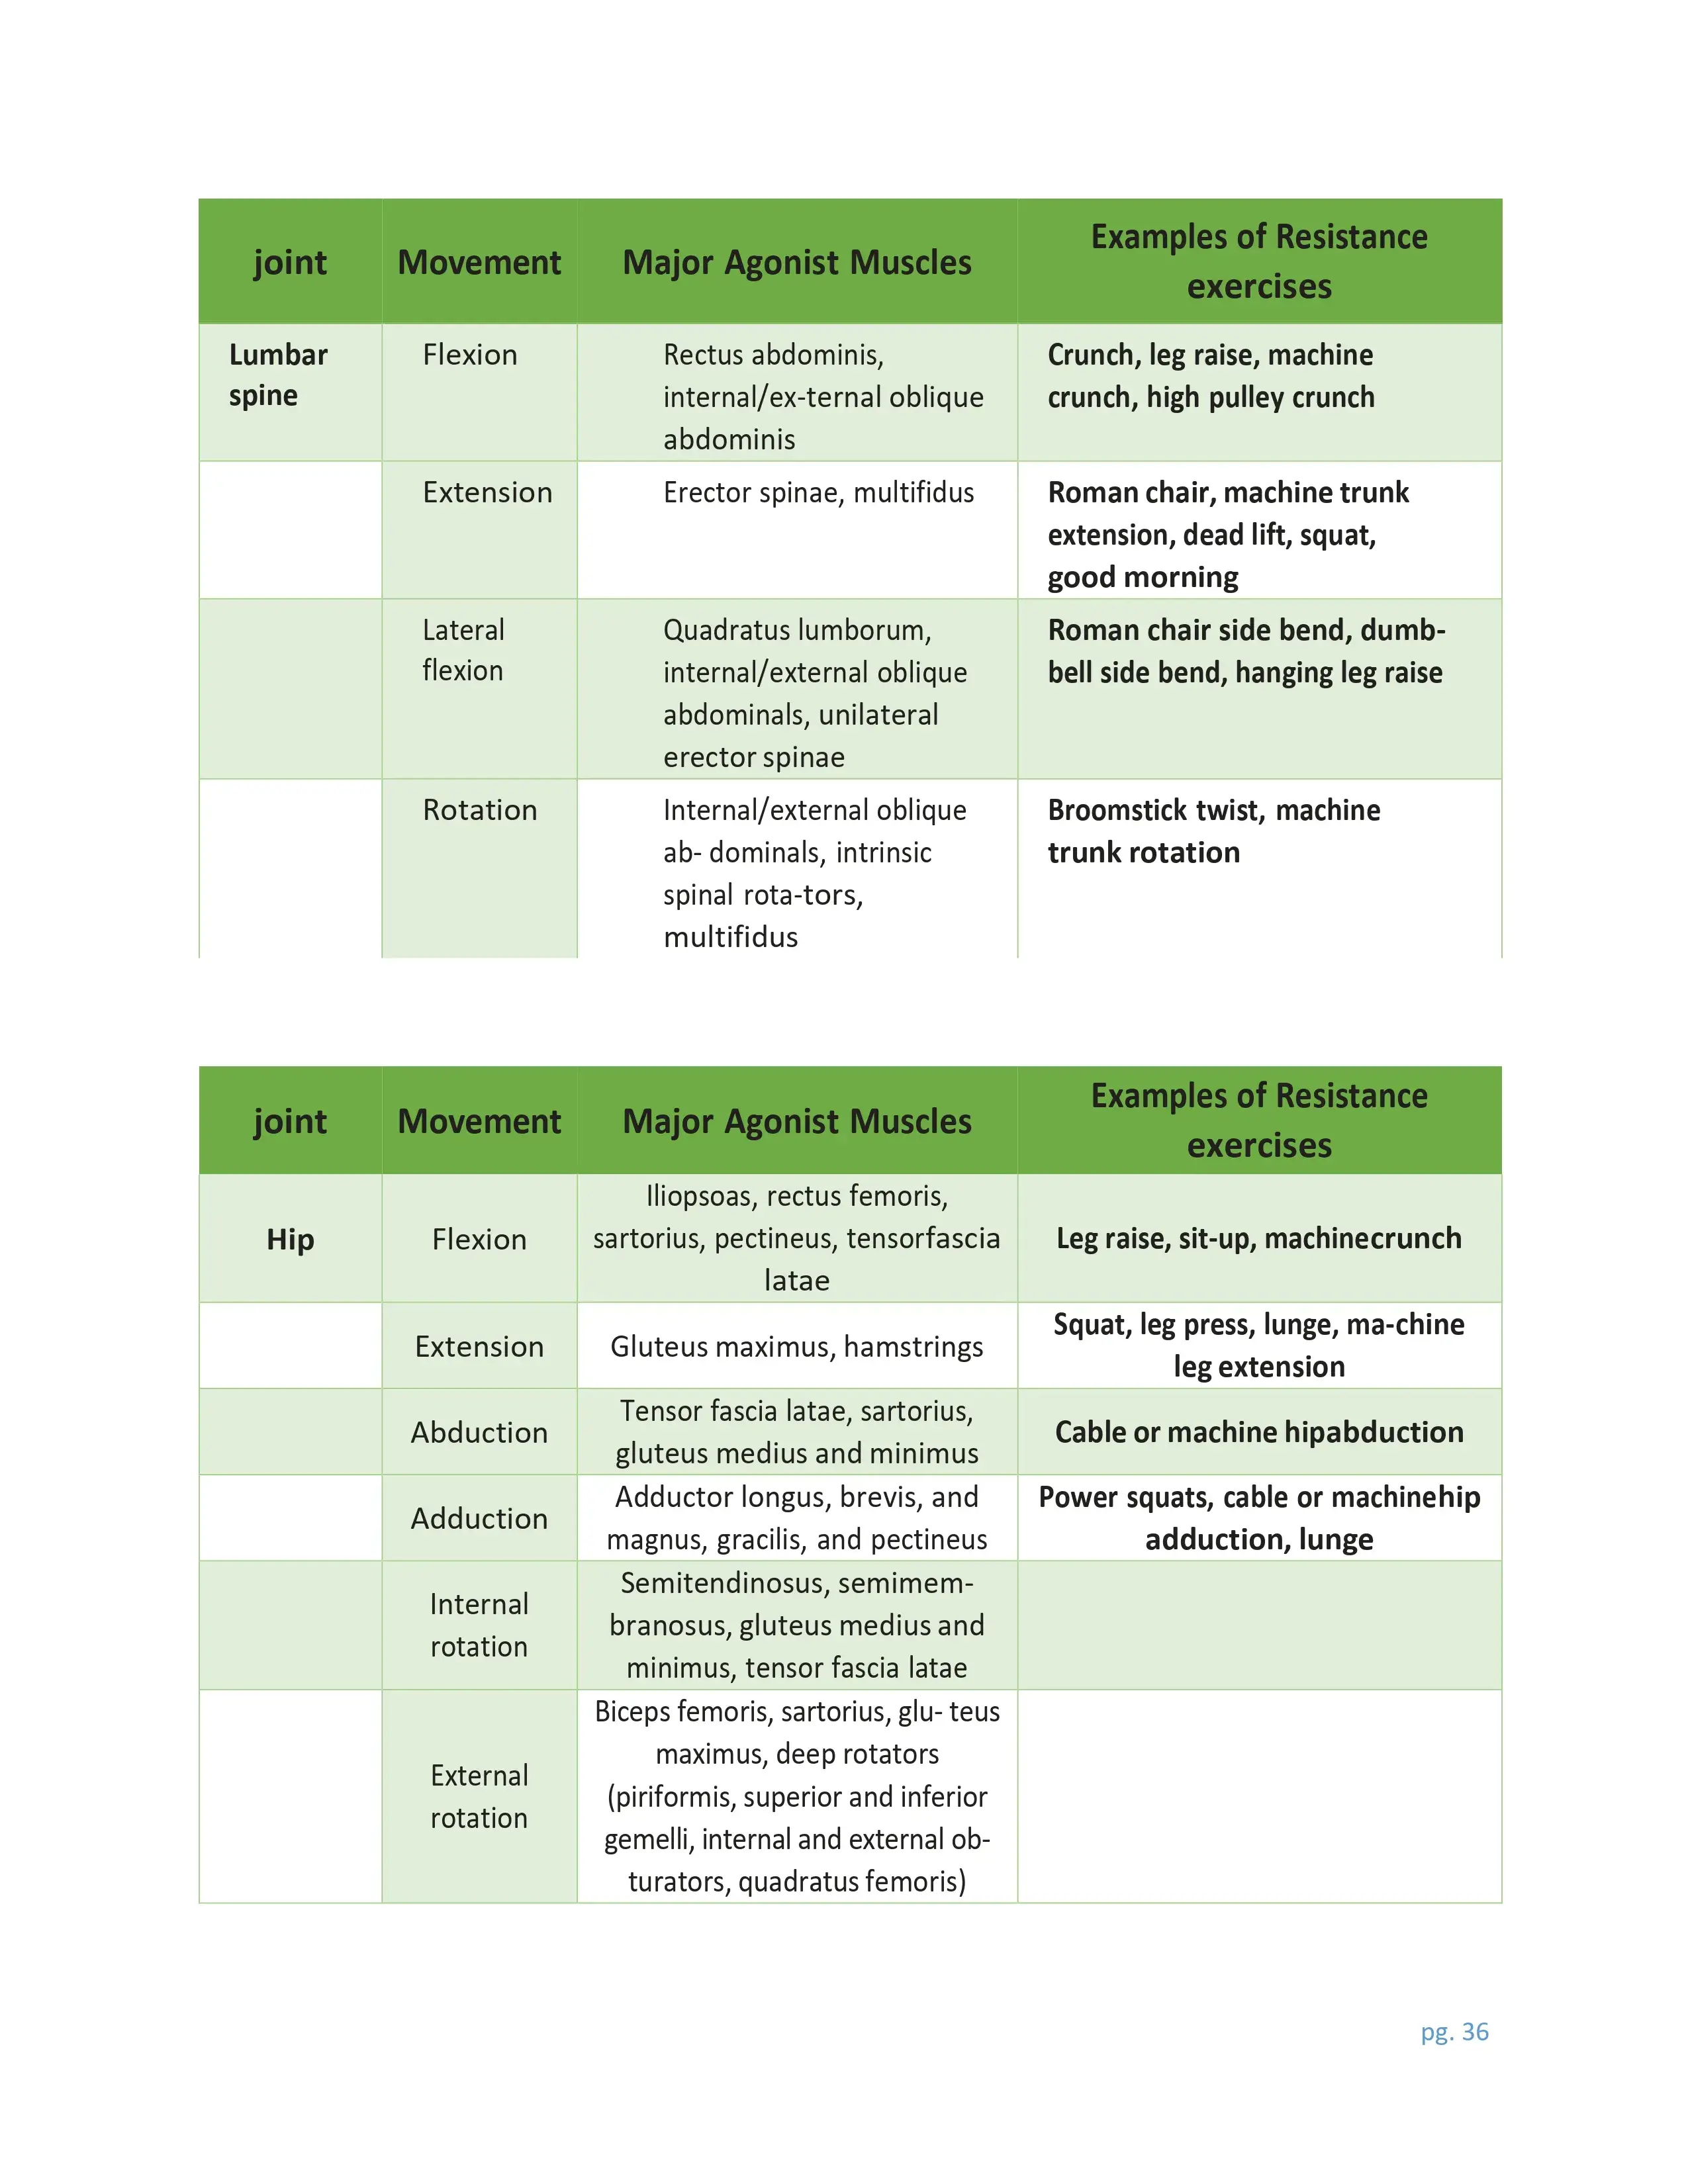 joint Movement Major Agonist Muscles Examples of Resistance
exercises
Lumbar
spine
Flexion
Rectus abdominis,
internal/ex-ternal oblique
abdominis
Crunch, leg raise, machine
crunch, high pulley crunch
Extension
Erector spinae, multifidus
Roman chair, machine trunk
extension, dead lift, squat,
good morning
Lateral
flexion
Quadratus lumborum,
internal/external oblique
abdominals, unilateral
erector spinae
Roman chair side bend, dumb-
bell side bend, hanging leg raise
Rotation
Internal/external oblique
ab- dominals, intrinsic
spinal rota-tors,
multifidus
Broomstick twist, machine
trunk rotation
joint Movement Major Agonist Muscles Examples of Resistance
exercises
Hip
Flexion
Iliopsoas, rectus femoris,
sartorius, pectineus, tensorfascia
latae
Leg raise, sit-up, machinecrunch
Extension
Gluteus maximus, hamstrings
Squat, leg press, lunge, ma-chine
leg extension
Abduction
Tensor fascia latae, sartorius,
gluteus medius and minimus
Cable or machine hipabduction
Adduction
Adductor longus, brevis, and
magnus, gracilis, and pectineus
Power squats, cable or machinehip
adduction, lunge
Internal
rotation
Semitendinosus, semimem-
branosus, gluteus medius and
minimus, tensor fascia latae
External
rotation
Biceps femoris, sartorius, glu- teus
maximus, deep rotators
(piriformis, superior and inferior
gemelli, internal and external ob-
turators, quadratus femoris)
pg. 36